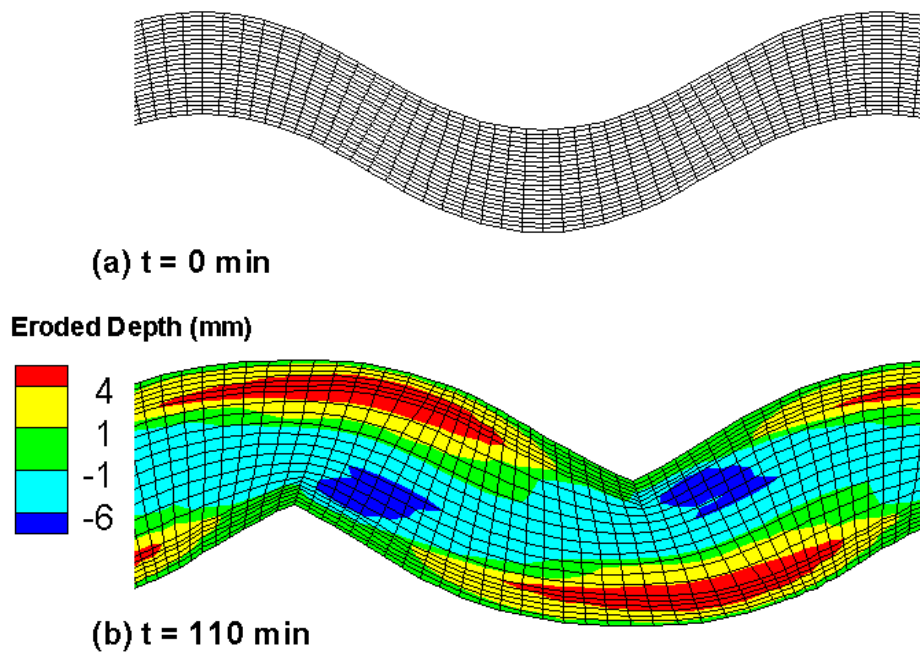 (a) t = 0 min
Eroded Depth (mm)
4
1
-1
-6
(b) t = 110 min